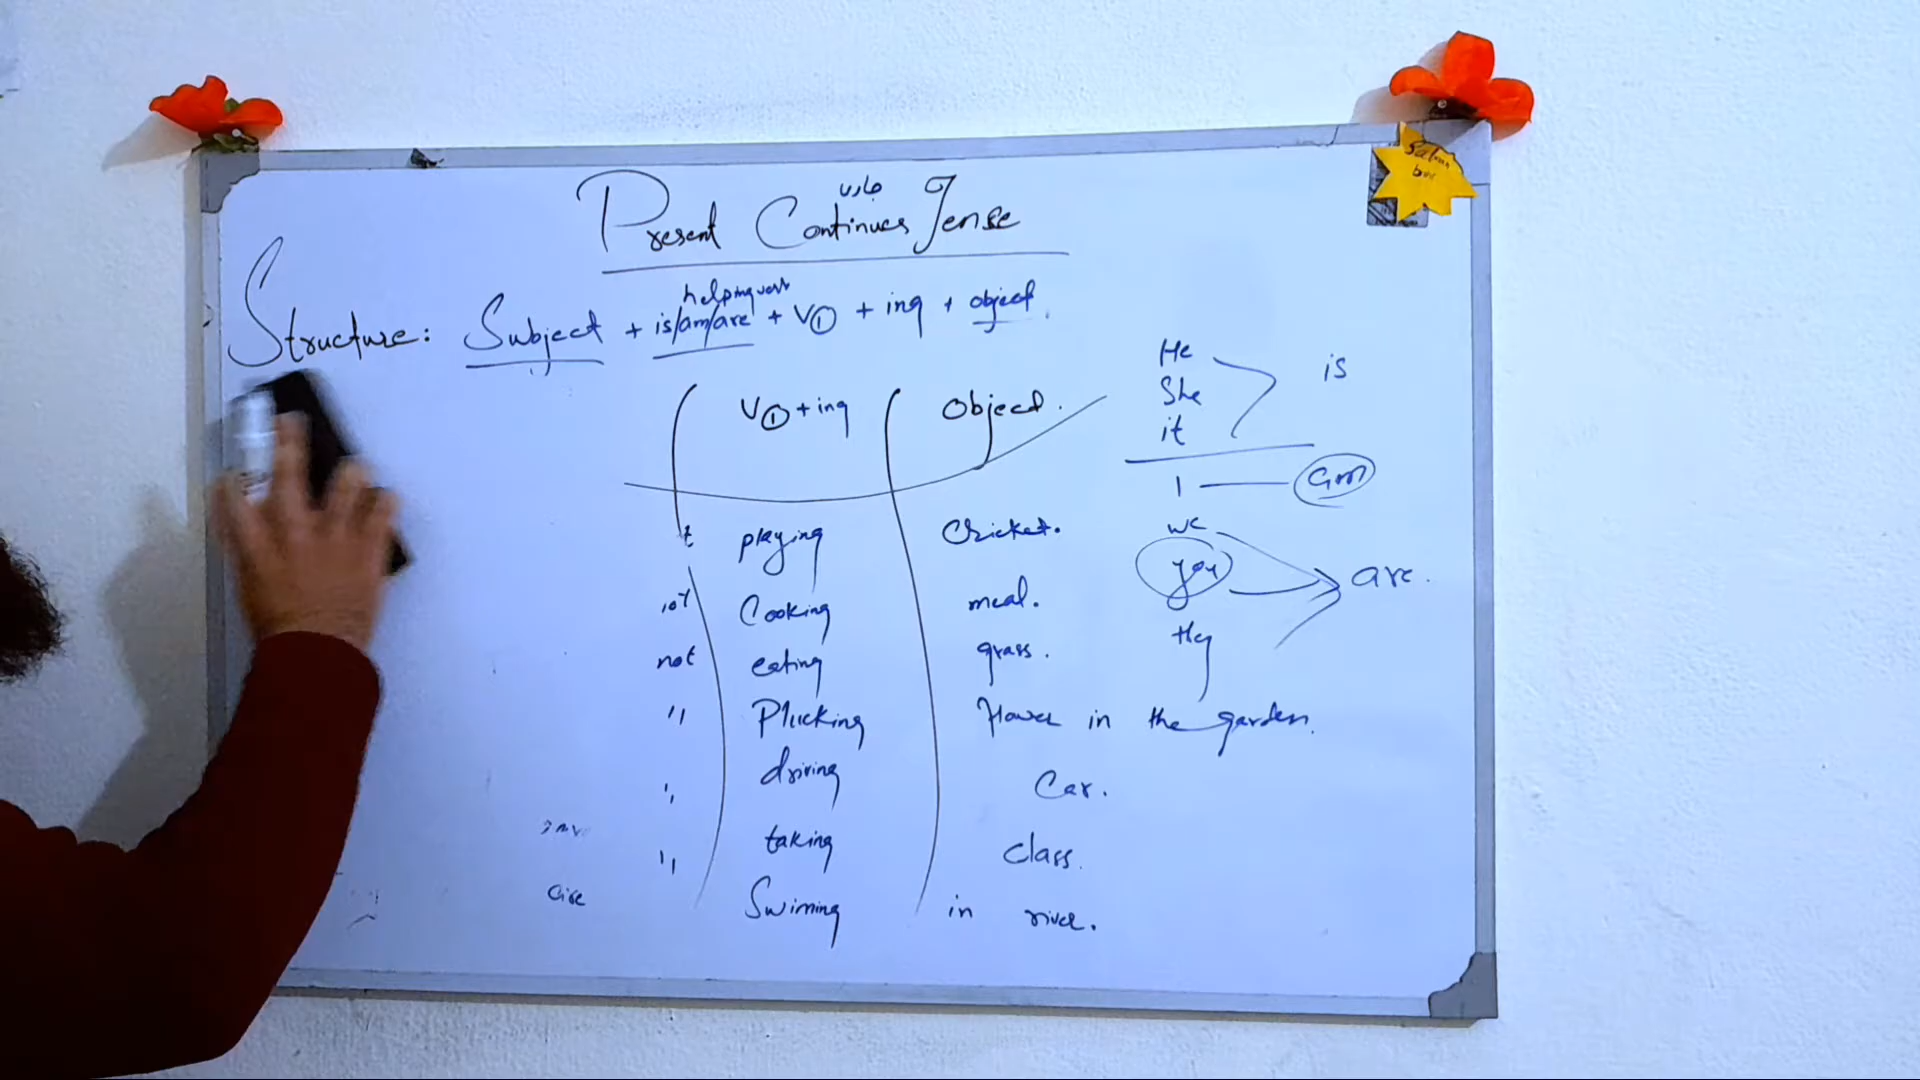 جاری
Present Continues Tense
helping verb
Structure: Subject + is/am/are + V① + ing + object.
V① + ing Object.
He
She is
it
I am
we
you are.
they
t playing Cricket.
not Cooking meal.
not eating grass.
" Plucking flower in the garden.
" driving Car.
" taking class.
are Swiming in river.